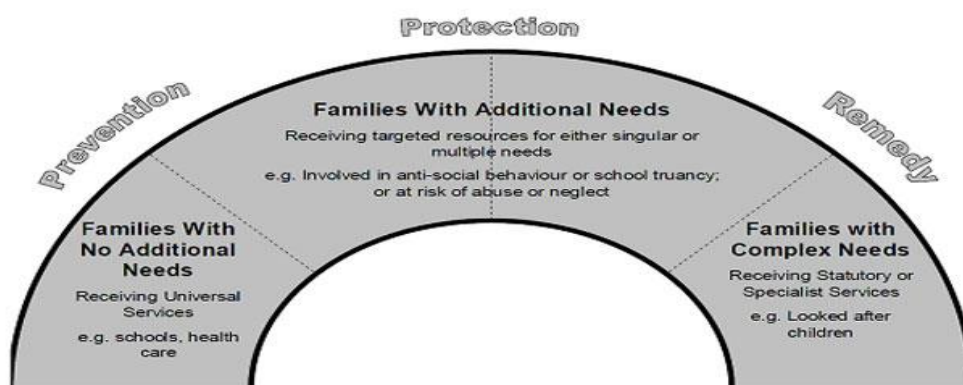 Protection
Prevention
Remedy
Families With Additional Needs
Receiving targeted resources for either singular or
multiple needs
e.g. Involved in anti-social behaviour or school truancy;
or at risk of abuse or neglect
Families With
No Additional
Needs
Receiving Universal
Services
e.g. schools, health
care
Families with
Complex Needs
Receiving Statutory or
Specialist Services
e.g. Looked after
children